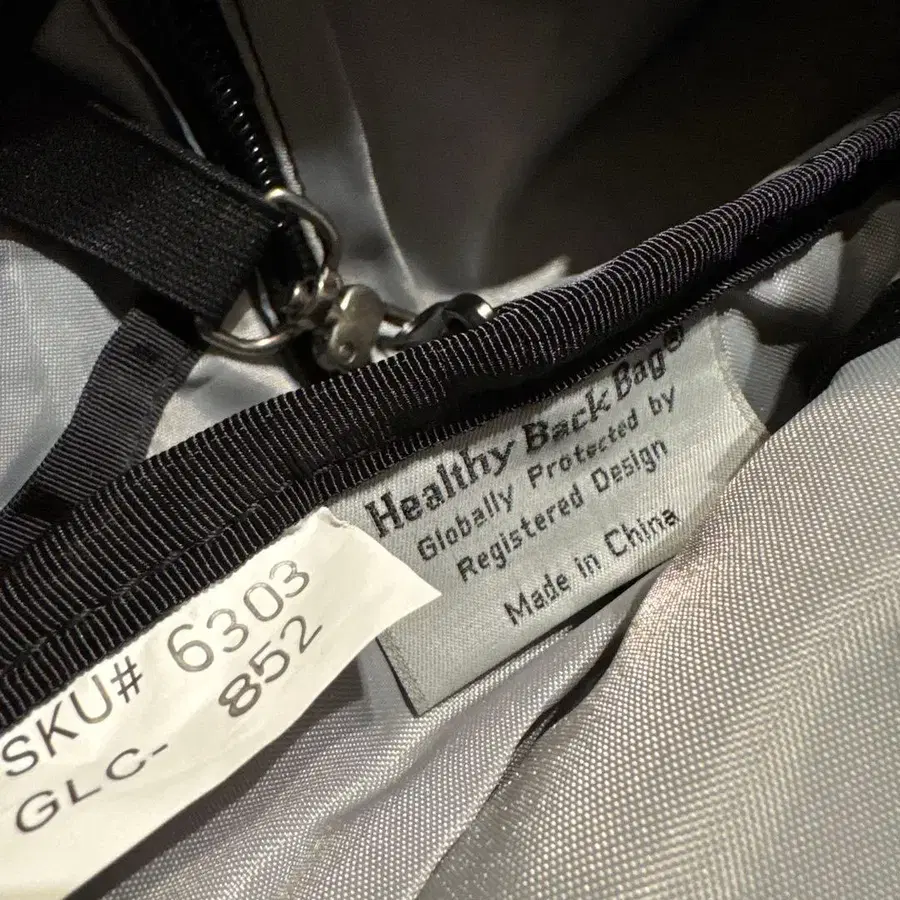 Healthy Back Bag®
Globally Protected by
Registered Design
Made in China
SKU# 6303
GLC- 852